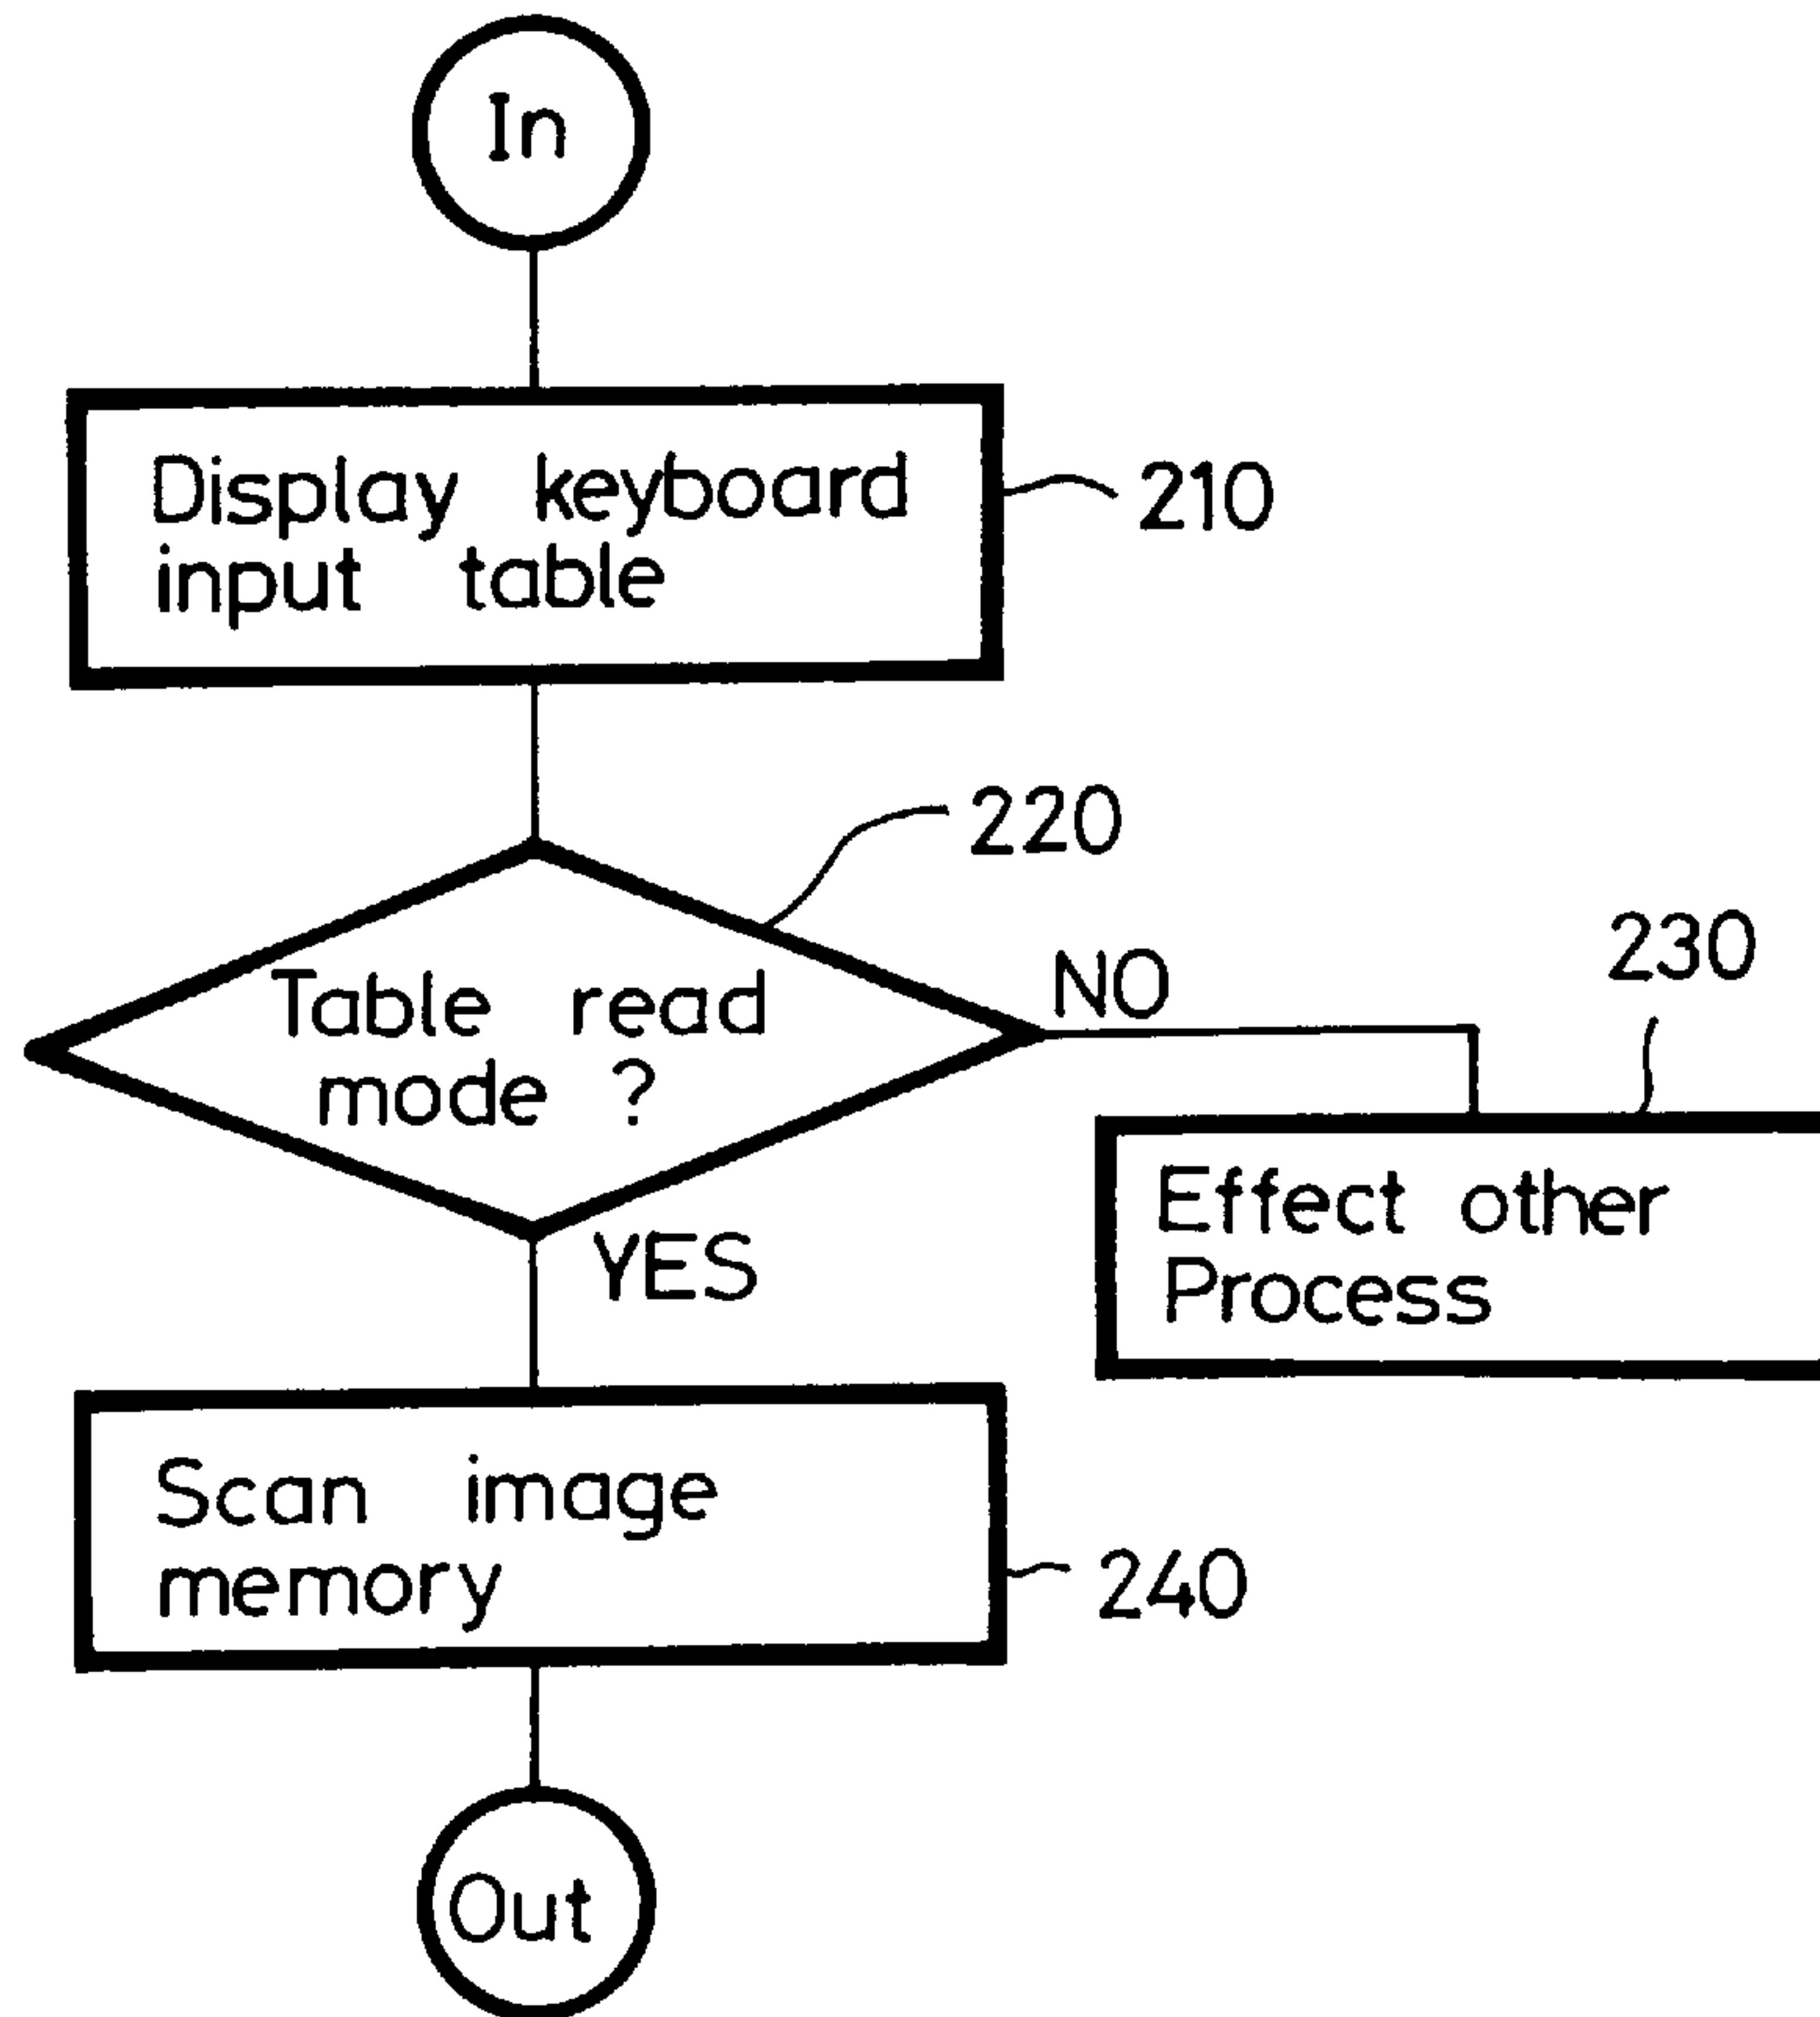 In
Display keyboard
input table
210
220
Table read
mode ?
NO
230
Effect other
Process
YES
Scan image
memory
240
Out